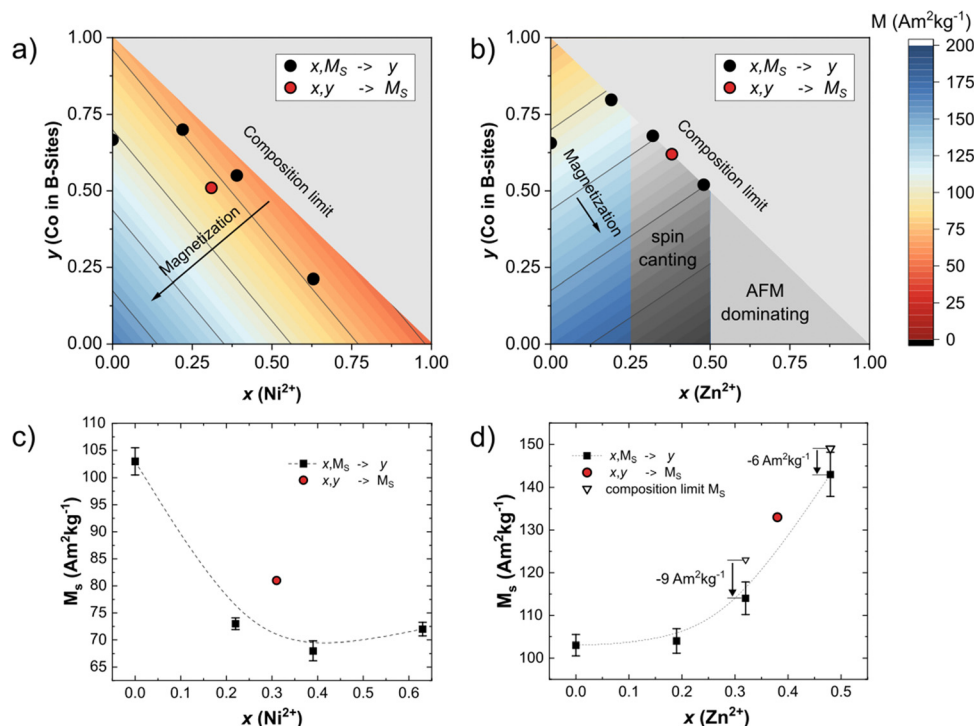 a)
1.00
0.75
0.50
0.25
0.00
y (Co in B-Sites)
x,Mₛ -> y
x,y -> Mₛ
Composition limit
Magnetization
0.00 0.25 0.50 0.75 1.00
x (Ni²⁺)
b)
1.00
0.75
0.50
0.25
0.00
y (Co in B-Sites)
x,Mₛ -> y
x,y -> Mₛ
Composition limit
Magnetization
spin
canting
AFM
dominating
0.00 0.25 0.50 0.75 1.00
x (Zn²⁺)
M (Am²kg⁻¹)
200
175
150
125
100
75
50
25
0
c)
110
105
100
95
90
85
80
75
70
65
Mₛ (Am²kg⁻¹)
x,Mₛ -> y
x,y -> Mₛ
0.0 0.1 0.2 0.3 0.4 0.5 0.6
x (Ni²⁺)
d)
150
140
130
120
110
100
Mₛ (Am²kg⁻¹)
x,Mₛ -> y
x,y -> Mₛ
composition limit Mₛ
-6 Am²kg⁻¹
-9 Am²kg⁻¹
0.0 0.1 0.2 0.3 0.4 0.5
x (Zn²⁺)